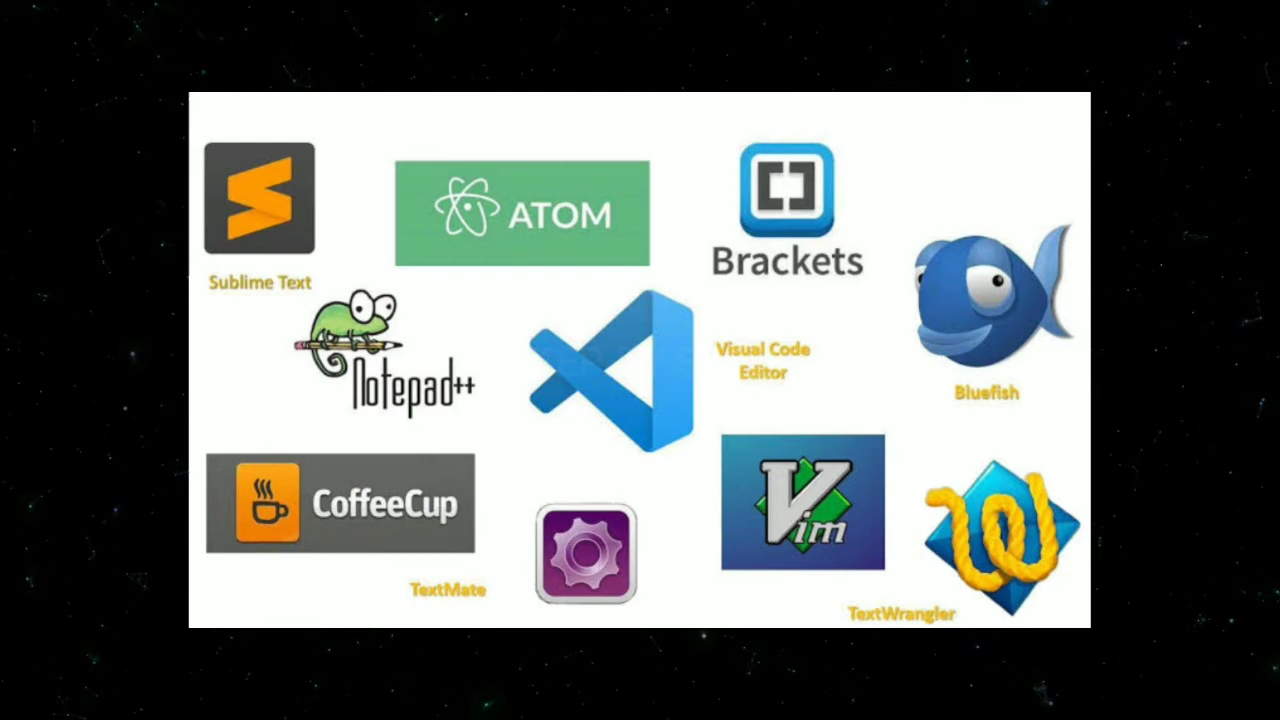 Sublime Text
ATOM
Brackets
Notepad++
Visual Code
Editor
Bluefish
CoffeeCup
Vim
TextMate
TextWrangler